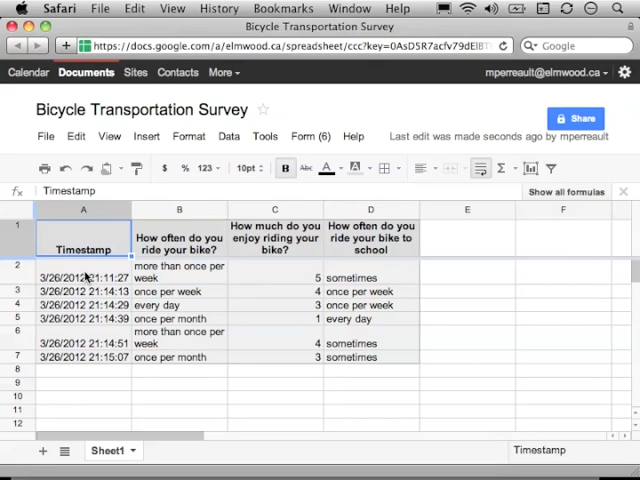 Safari File Edit View History Bookmarks Window Help
Bicycle Transportation Survey
https://docs.google.com/a/elmwood.ca/spreadsheet/ccc?key=0AsD5R7acfv79dElBT
Google
Calendar Documents Sites Contacts More
mperreault@elmwood.ca
Bicycle Transportation Survey
Share
File Edit View Insert Format Data Tools Form (6) Help
Last edit was made seconds ago by mperreault
$ % 123 10pt B Abc A A Σ
fx Timestamp
Show all formulas
A B C D E F
1 Timestamp
How often do you
ride your bike?
How much do you
enjoy riding your
bike?
How often do you
ride your bike to
school
2 3/26/2012 21:11:27
more than once per
week
5 sometimes
3 3/26/2012 21:14:13 once per week 4 once per week
4 3/26/2012 21:14:29 every day 3 once per week
5 3/26/2012 21:14:39 once per month 1 every day
6 3/26/2012 21:14:51
more than once per
week
4 sometimes
7 3/26/2012 21:15:07 once per month 3 sometimes
8
9
10
11
12
Sheet1
Timestamp